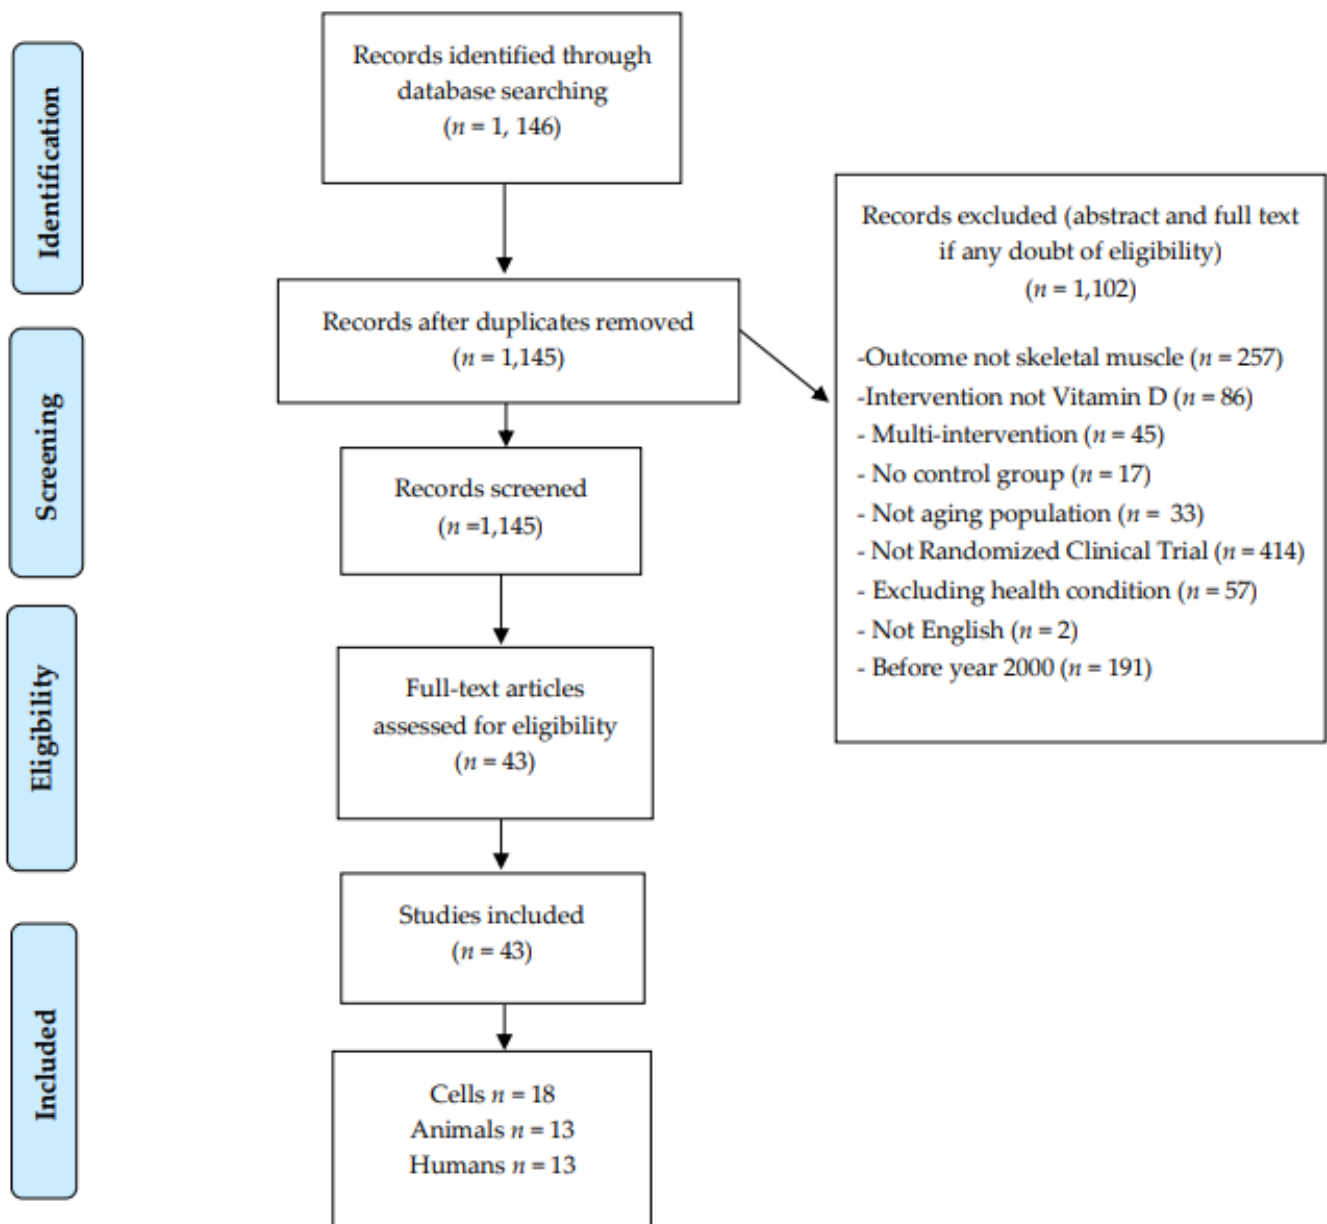 Identification
Records identified through
database searching
(n = 1, 146)
Records after duplicates removed
(n = 1,145)
Records excluded (abstract and full text
if any doubt of eligibility)
(n = 1,102)
-Outcome not skeletal muscle (n = 257)
-Intervention not Vitamin D (n = 86)
- Multi-intervention (n = 45)
- No control group (n = 17)
- Not aging population (n = 33)
- Not Randomized Clinical Trial (n = 414)
- Excluding health condition (n = 57)
- Not English (n = 2)
- Before year 2000 (n = 191)
Screening
Records screened
(n =1,145)
Eligibility
Full-text articles
assessed for eligibility
(n = 43)
Studies included
(n = 43)
Included
Cells n = 18
Animals n = 13
Humans n = 13